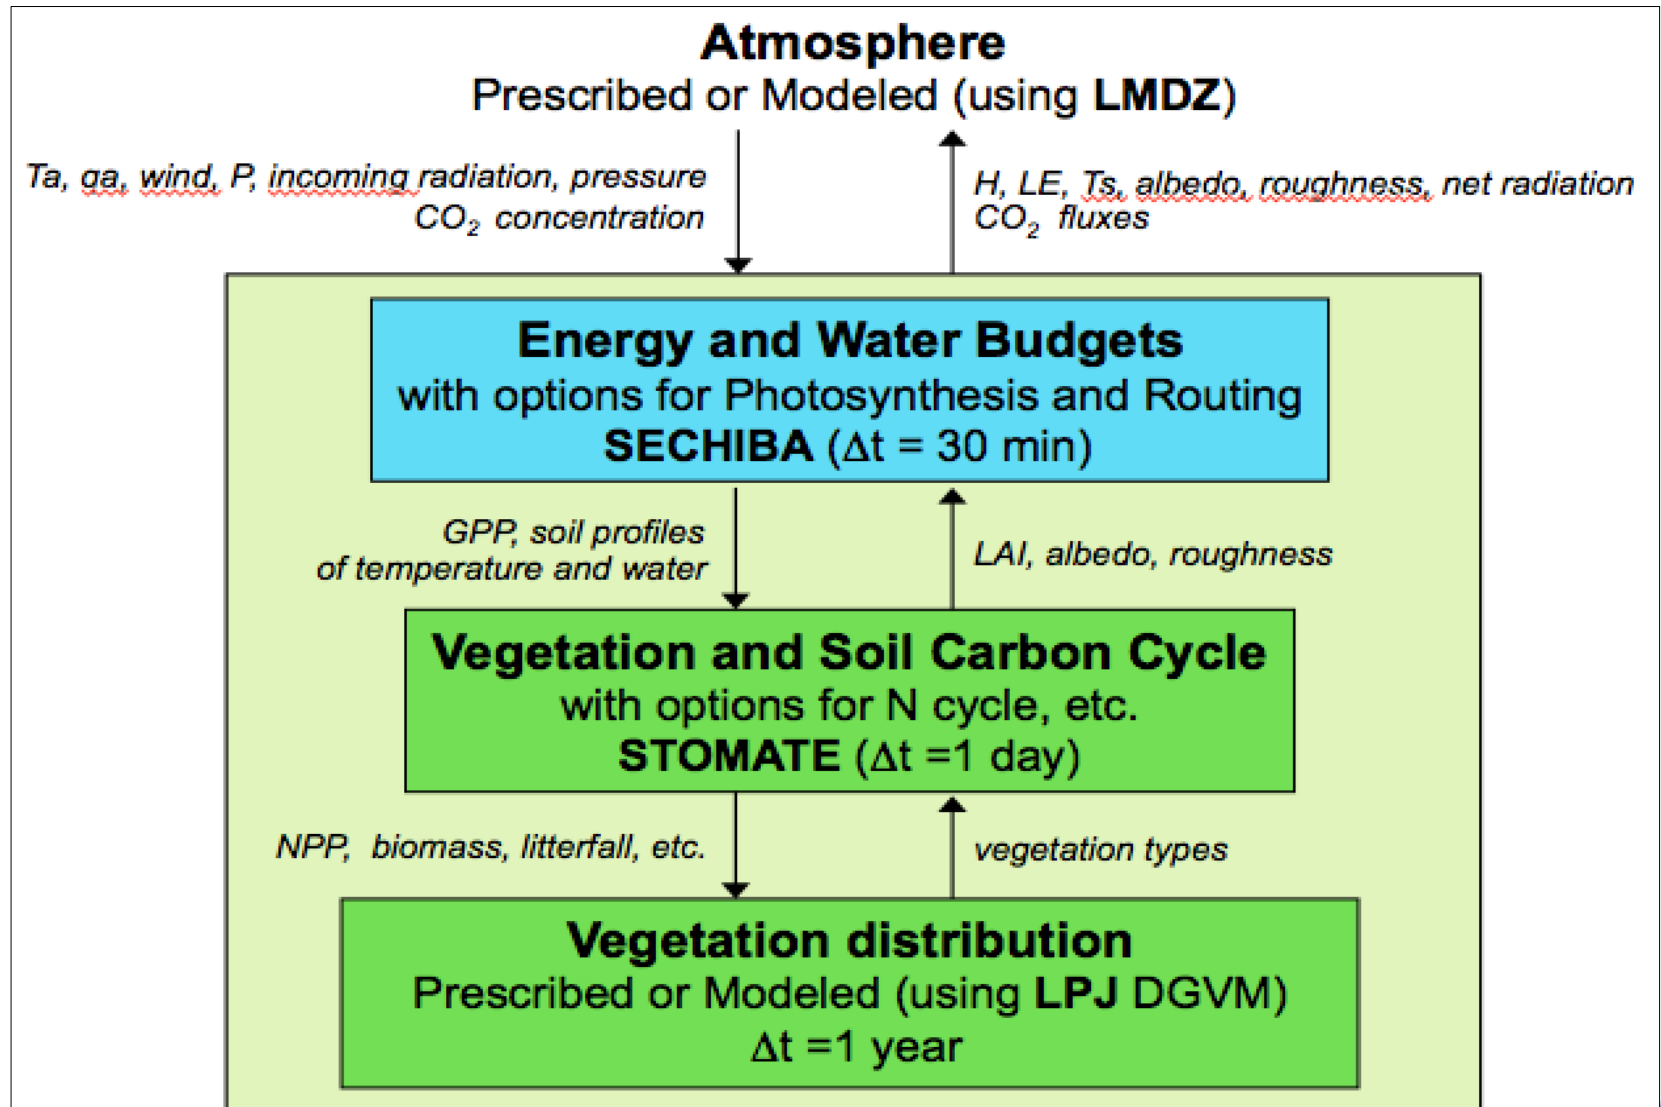 Atmosphere
Prescribed or Modeled (using LMDZ)
Ta, qa, wind, P, incoming radiation, pressure
CO₂ concentration
H, LE, Ts, albedo, roughness, net radiation
CO₂ fluxes
Energy and Water Budgets
with options for Photosynthesis and Routing
SECHIBA (Δt = 30 min)
GPP, soil profiles
of temperature and water
LAI, albedo, roughness
Vegetation and Soil Carbon Cycle
with options for N cycle, etc.
STOMATE (Δt =1 day)
NPP, biomass, litterfall, etc.
vegetation types
Vegetation distribution
Prescribed or Modeled (using LPJ DGVM)
Δt =1 year